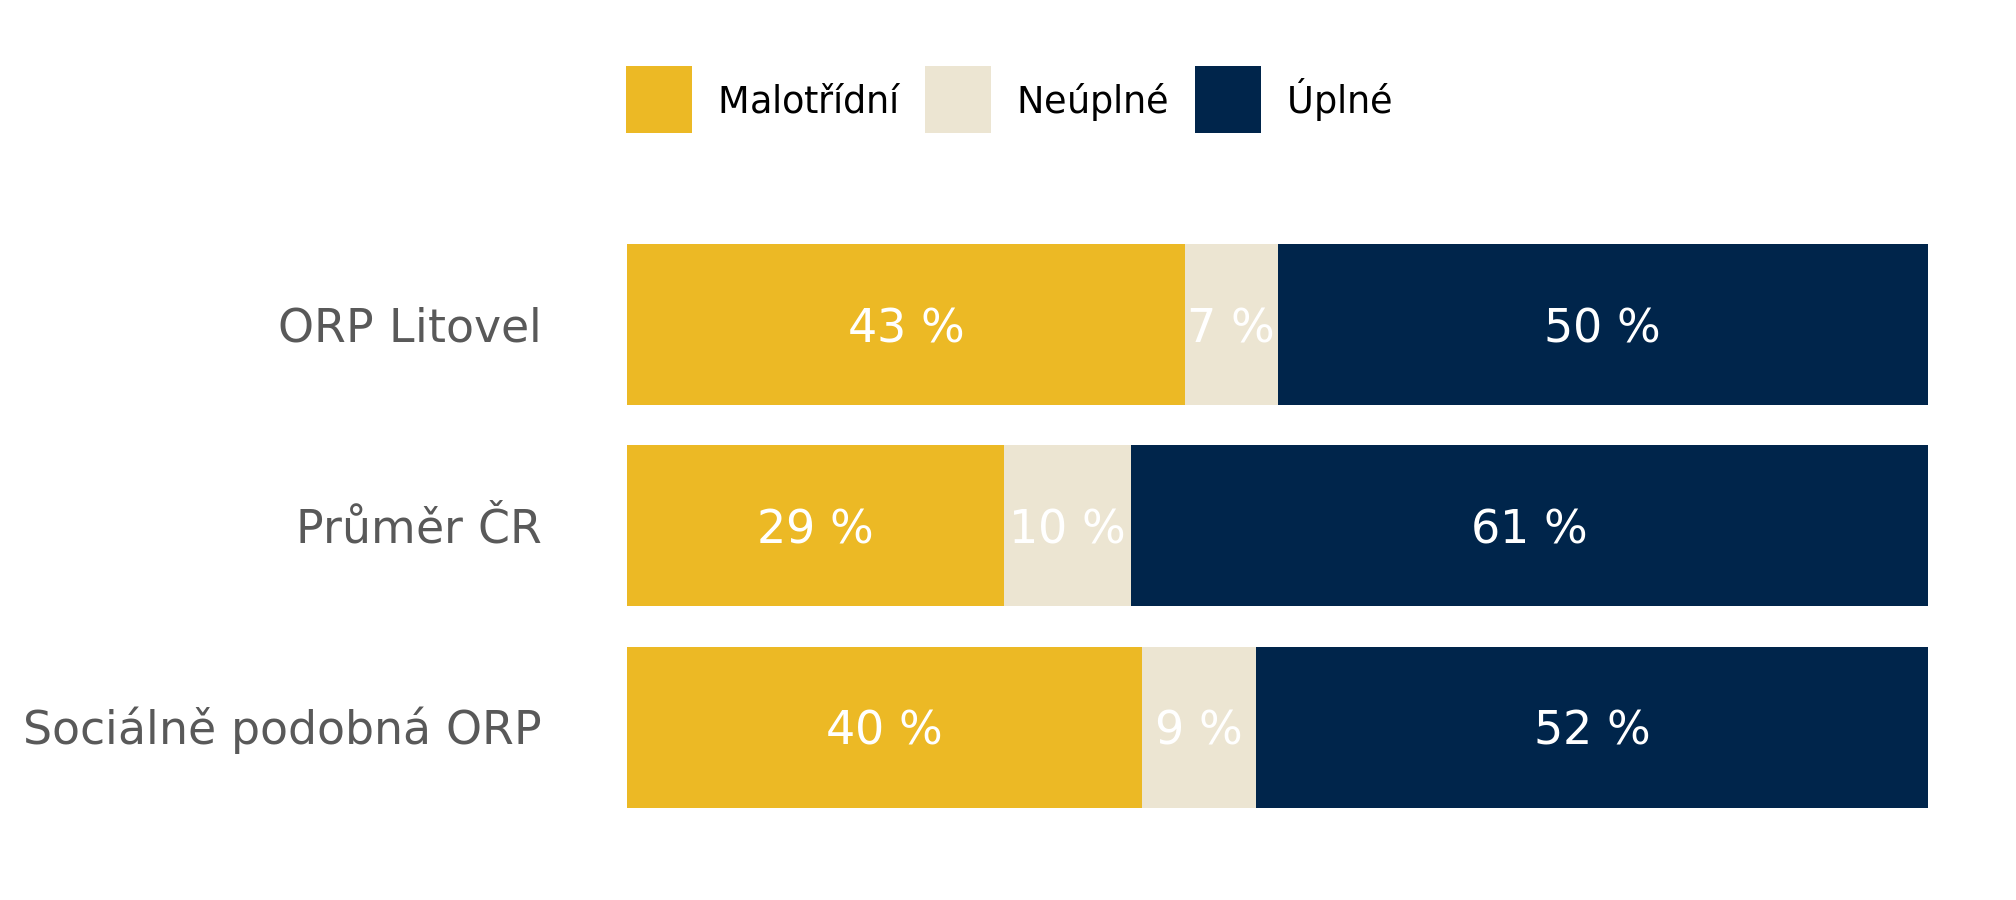 Malotřídní Neúplné Úplné
ORP Litovel 43 % 7 % 50 %
Průměr ČR 29 % 10 % 61 %
Sociálně podobná ORP 40 % 9 % 52 %